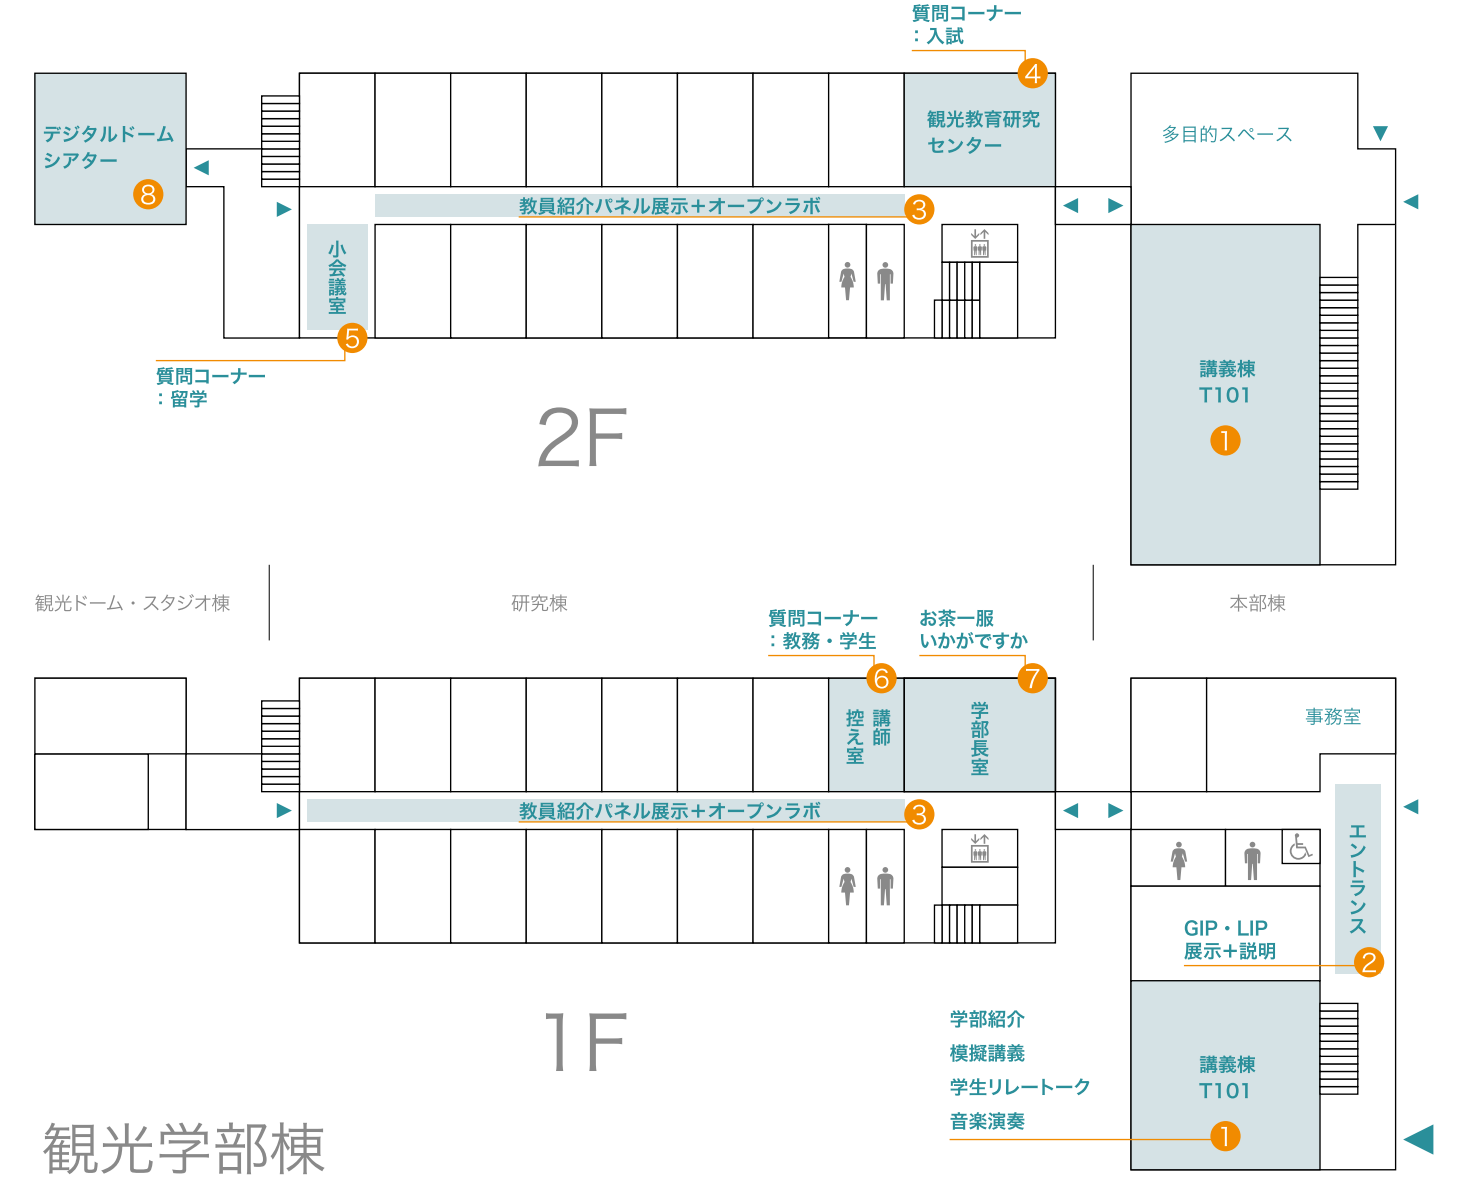 質問コーナー
：入試
4
デジタルドーム
シアター
8
観光教育研究
センター
多目的スペース
教員紹介パネル展示＋オープンラボ
3
小会議室
5
質問コーナー
：留学
講義棟
T101
1
2F
観光ドーム・スタジオ棟
研究棟
本部棟
質問コーナー
：教務・学生
6
お茶一服
いかがですか
7
講師
控え室
学部長室
事務室
教員紹介パネル展示＋オープンラボ
3
エントランス
GIP・LIP
展示＋説明
2
学部紹介
模擬講義
学生リレートーク
音楽演奏
講義棟
T101
1
1F
観光学部棟